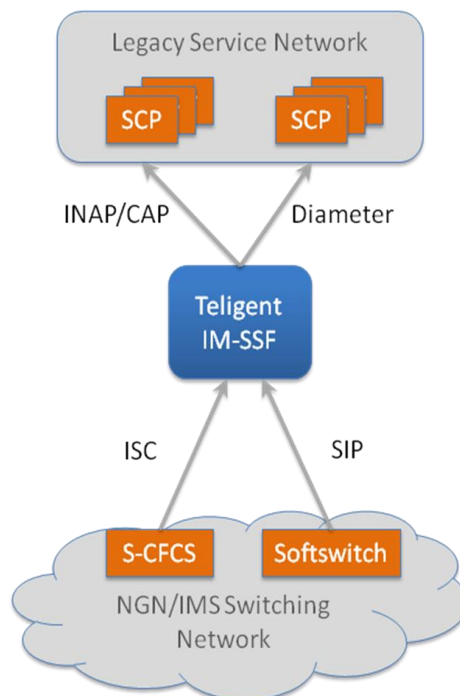 Legacy Service Network
SCP
SCP
INAP/CAP
Diameter
Teligent
IM-SSF
ISC
SIP
S-CFCS
Softswitch
NGN/IMS Switching
Network